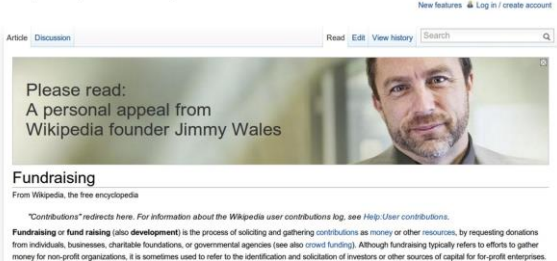 New features Log in / create account
Article Discussion Read Edit View history Search
Please read:
A personal appeal from
Wikipedia founder Jimmy Wales
Fundraising
From Wikipedia, the free encyclopedia
"Contributions" redirects here. For information about the Wikipedia user contributions log, see Help:User contributions.
Fundraising or fund raising (also development) is the process of soliciting and gathering contributions as money or other resources, by requesting donations
from individuals, businesses, charitable foundations, or governmental agencies (see also crowd funding). Although fundraising typically refers to efforts to gather
money for non-profit organizations, it is sometimes used to refer to the identification and solicitation of investors or other sources of capital for for-profit enterprises.